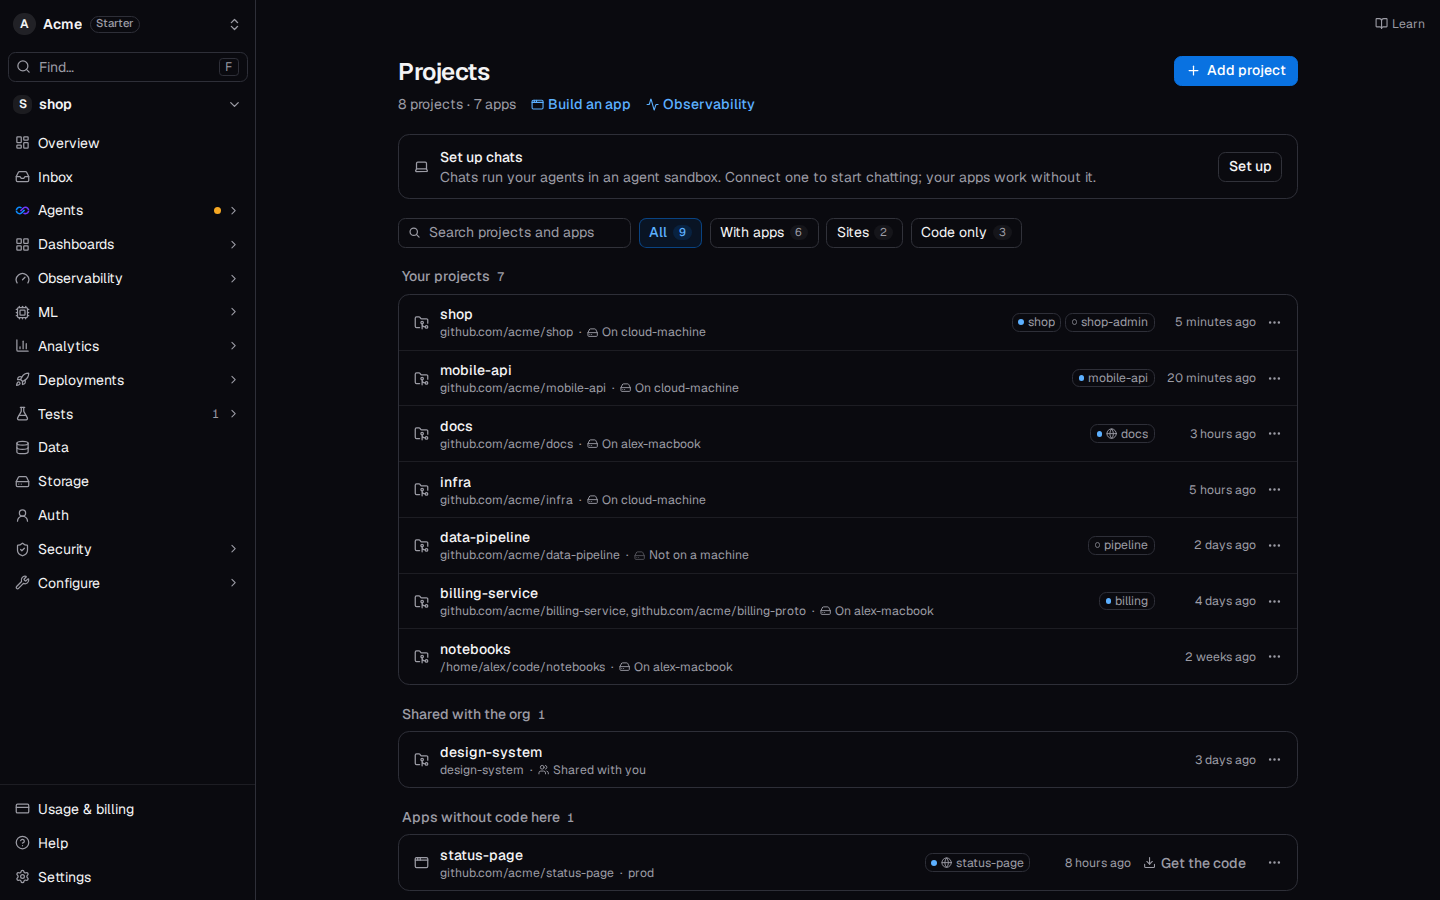 A Acme Starter
Learn
Find... F
S shop
Overview
Inbox
Agents
Dashboards
Observability
ML
Analytics
Deployments
Tests 1
Data
Storage
Auth
Security
Configure
Usage & billing
Help
Settings
Projects
Add project
8 projects · 7 apps Build an app Observability
Set up chats
Chats run your agents in an agent sandbox. Connect one to start chatting; your apps work without it.
Set up
Search projects and apps All 9 With apps 6 Sites 2 Code only 3
Your projects 7
shop
github.com/acme/shop · On cloud-machine
shop shop-admin 5 minutes ago
mobile-api
github.com/acme/mobile-api · On cloud-machine
mobile-api 20 minutes ago
docs
github.com/acme/docs · On alex-macbook
docs 3 hours ago
infra
github.com/acme/infra · On cloud-machine
5 hours ago
data-pipeline
github.com/acme/data-pipeline · Not on a machine
pipeline 2 days ago
billing-service
github.com/acme/billing-service, github.com/acme/billing-proto · On alex-macbook
billing 4 days ago
notebooks
/home/alex/code/notebooks · On alex-macbook
2 weeks ago
Shared with the org 1
design-system
design-system · Shared with you
3 days ago
Apps without code here 1
status-page
github.com/acme/status-page · prod
status-page 8 hours ago Get the code